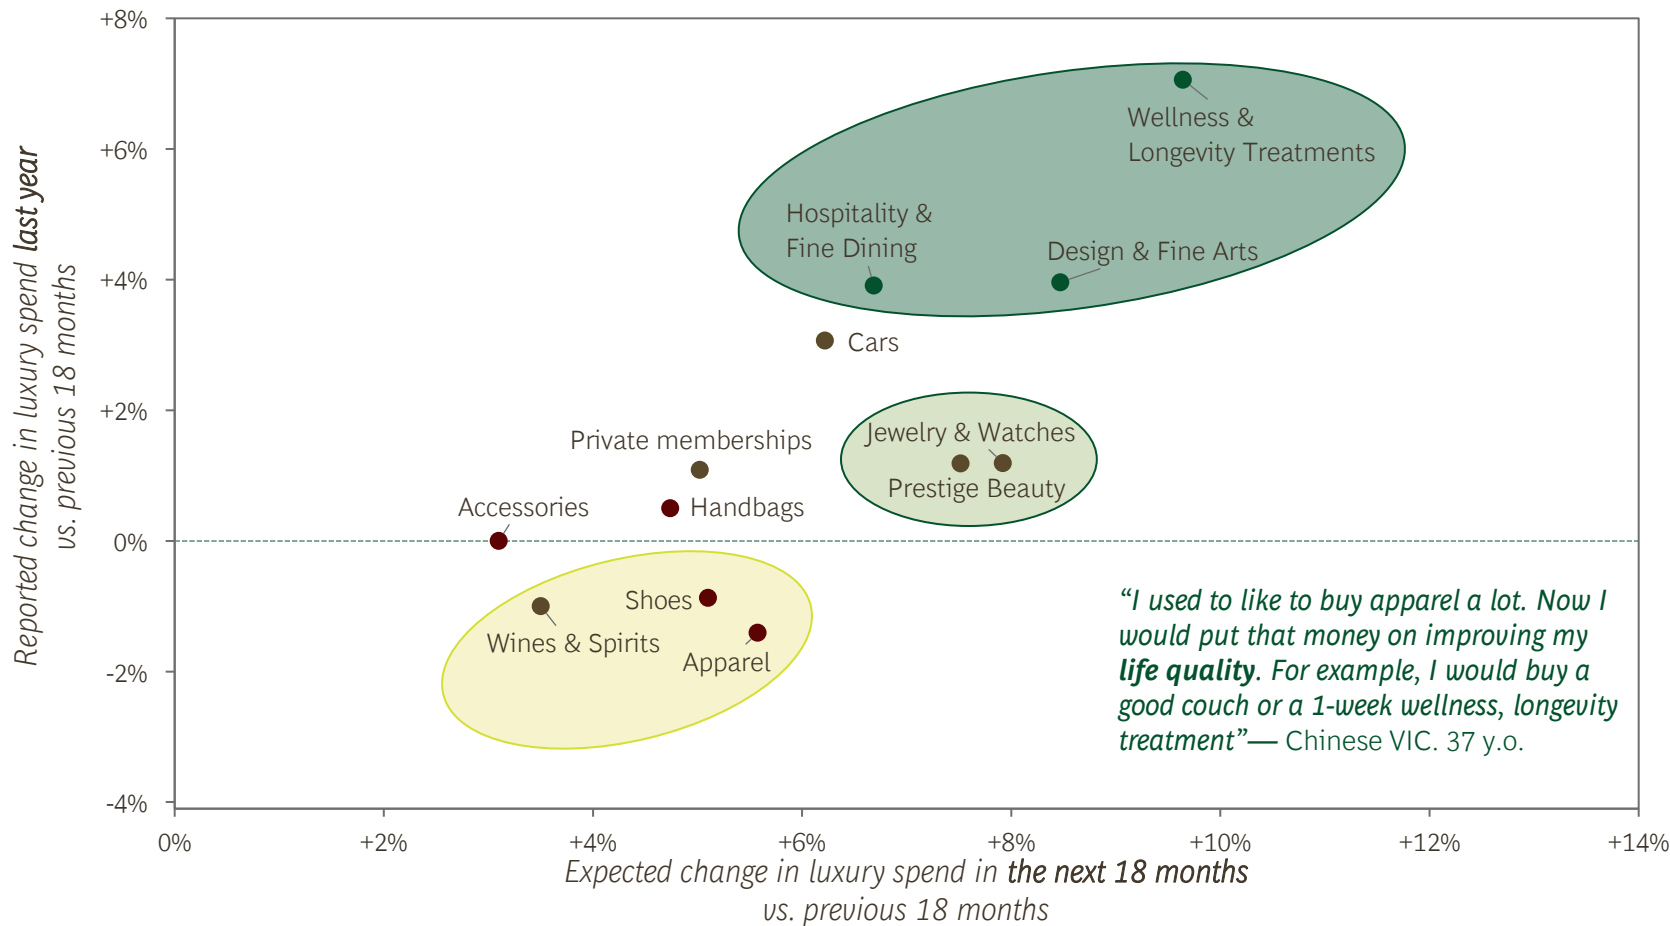 +8%
+6%
+4%
+2%
0%
-2%
-4%
Reported change in luxury spend last year
vs. previous 18 months
Wellness &
Longevity Treatments
Hospitality &
Fine Dining
Design & Fine Arts
Cars
Jewelry & Watches
Prestige Beauty
Private memberships
Handbags
Accessories
Shoes
Wines & Spirits
Apparel
“I used to like to buy apparel a lot. Now I
would put that money on improving my
life quality. For example, I would buy a
good couch or a 1-week wellness, longevity
treatment”— Chinese VIC. 37 y.o.
0%
+2%
+4%
+6%
+8%
+10%
+12%
+14%
Expected change in luxury spend in the next 18 months
vs. previous 18 months